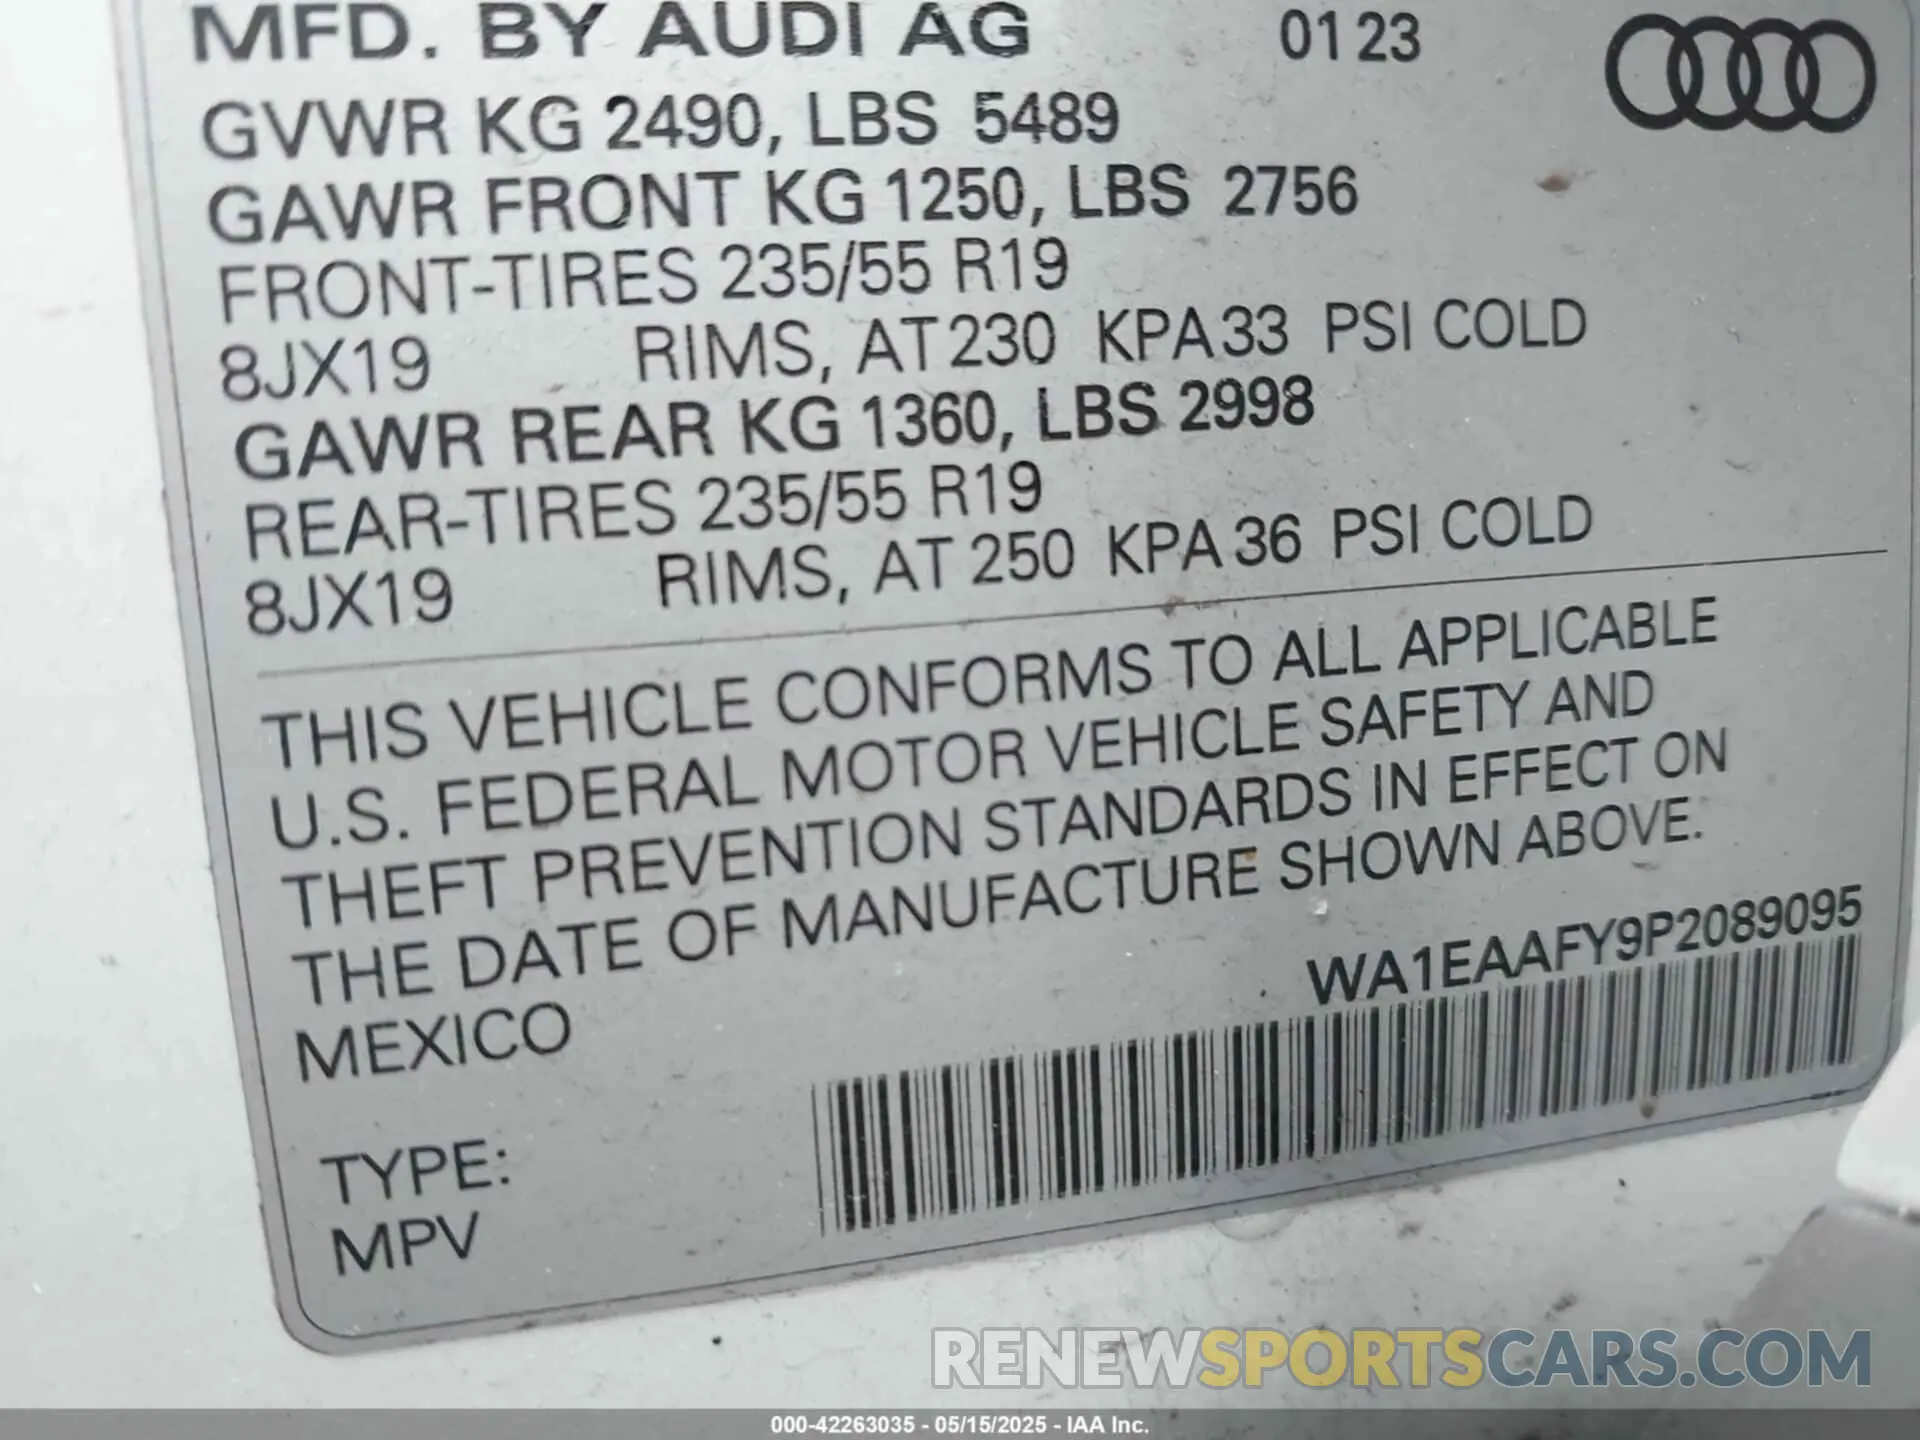 MFD. BY AUDI AG 01 23
GVWR KG 2490, LBS 5489
GAWR FRONT KG 1250, LBS 2756
FRONT-TIRES 235/55 R19
8JX19 RIMS, AT 230 KPA 33 PSI COLD
GAWR REAR KG 1360, LBS 2998
REAR-TIRES 235/55 R19
8JX19 RIMS, AT 250 KPA 36 PSI COLD
THIS VEHICLE CONFORMS TO ALL APPLICABLE
U.S. FEDERAL MOTOR VEHICLE SAFETY AND
THEFT PREVENTION STANDARDS IN EFFECT ON
THE DATE OF MANUFACTURE SHOWN ABOVE.
MEXICO
WA1EAAFY9P2089095
TYPE:
MPV
RENEWSPORTSCARS.COM
000-42263035 - 05/15/2025 - IAA Inc.